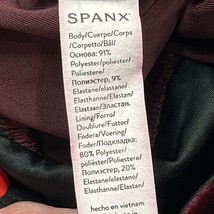 SPANX
Body/Cuerpo/Corps
/Corpetto/Bål/
Основа: 91%
Polyester/poliéster/
Poliestere/
Полиэстер, 9%
Elastane/elastano/
Elasthanne/Elastan/
Elastan/Эластан.
Lining/Forro/
Doublure/Futter/
Fodera/Voering/
Foder/Подкладка:
80% Polyester/
poliéster/Poliestere/
Полиэстер, 20%
Elastane/elastano/
Elasthanne/Elastan/
hecho en vietnam